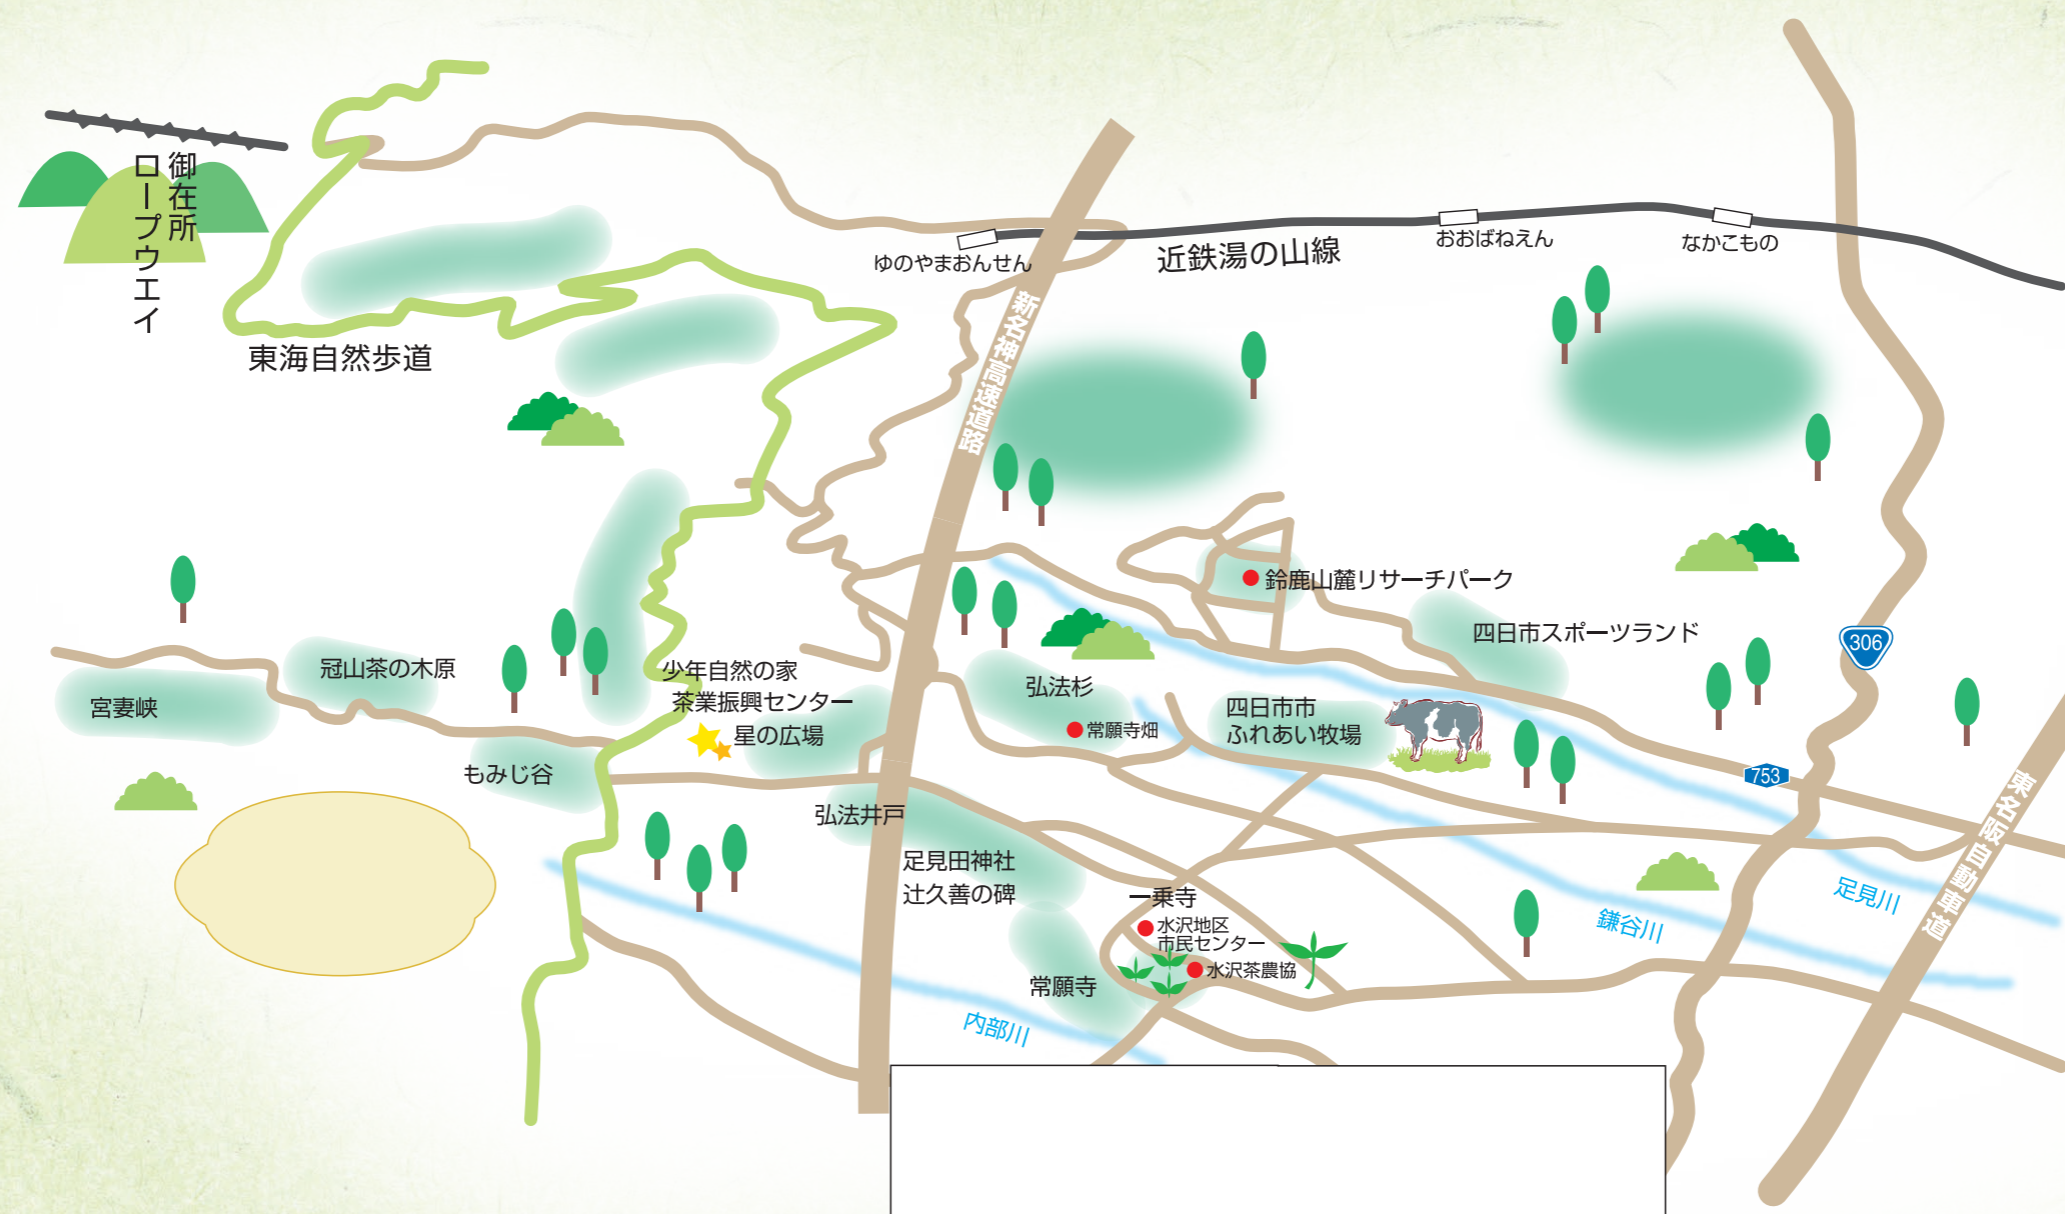 御在所
ロープウエイ
東海自然歩道
ゆのやまおんせん
近鉄湯の山線
おおばねえん
なかこもの
新名神高速道路
鈴鹿山麓リサーチパーク
四日市スポーツランド
306
冠山茶の木原
宮妻峡
少年自然の家
茶業振興センター
星の広場
もみじ谷
弘法杉
常願寺畑
四日市市
ふれあい牧場
753
東名阪自動車道
弘法井戸
足見田神社
辻久善の碑
一乗寺
水沢地区
市民センター
水沢茶農協
常願寺
足見川
鎌谷川
内部川